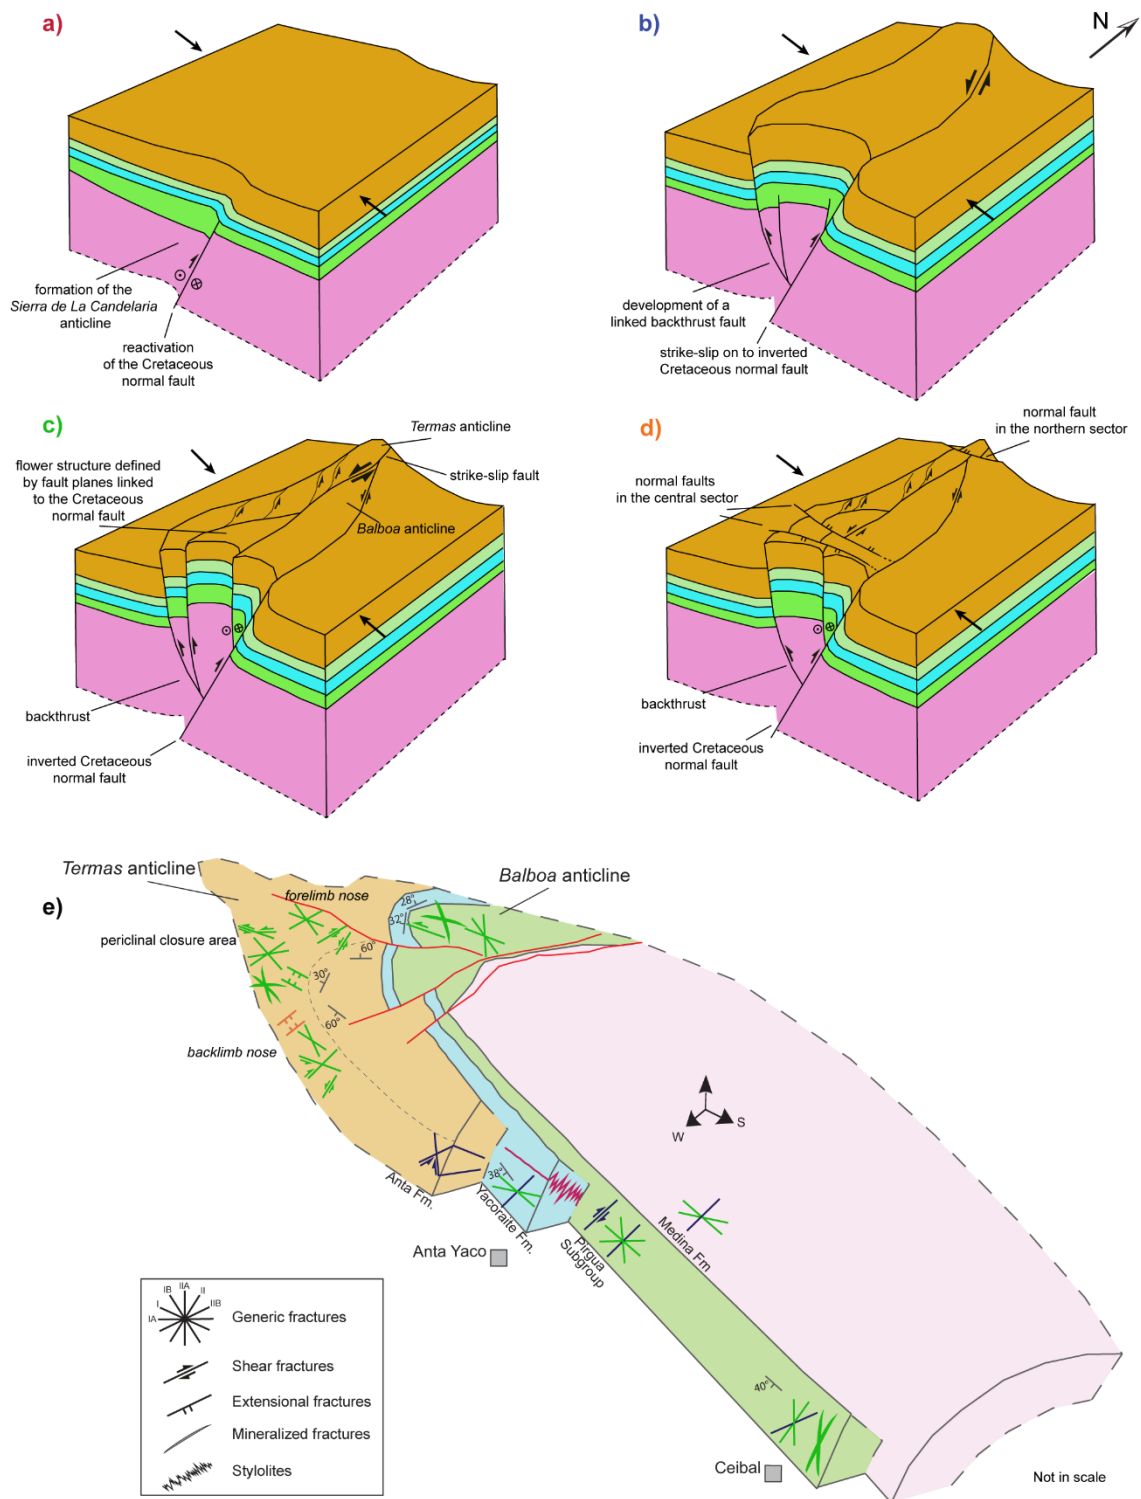 a)
b)
N
formation of the
Sierra de La Candelaria
anticline
reactivation
of the Cretaceous
normal fault
development of a
linked backthrust fault
strike-slip on to inverted
Cretaceous normal fault
c)
Termas anticline
flower structure defined
by fault planes linked
to the Cretaceous
normal fault
strike-slip fault
Balboa anticline
backthrust
inverted Cretaceous
normal fault
d)
normal fault
in the northern sector
normal faults
in the central sector
backthrust
inverted Cretaceous
normal fault
e)
Termas anticline
Balboa anticline
forelimb nose
periclinal closure area
backlimb nose
28°
32°
60°
30°
60°
38°
40°
W
S
Anta Fm.
Yacoraite Fm.
Pirgua
Subgroup
Medina Fm
Anta Yaco
Ceibal
Not in scale
IA
I
IB
IIA
II
IIB
Generic fractures
Shear fractures
Extensional fractures
Mineralized fractures
Stylolites